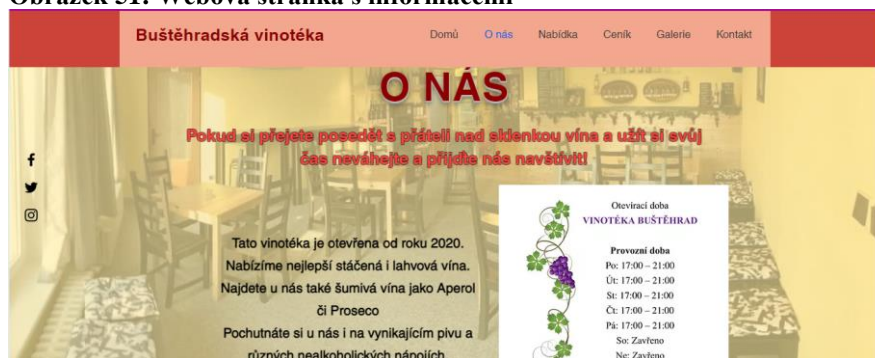 Obrázek 51: Webová stránka s informacemi
Buštěhradská vinotéka
Domů O nás Nabídka Ceník Galerie Kontakt
O NÁS
Pokud si přejete posedět s přáteli nad sklenkou vína a užít si svůj
čas neváhejte a přijďte nás navštívit!
Tato vinotéka je otevřena od roku 2020.
Nabízíme nejlepší stáčená i lahvová vína.
Najdete u nás také šumivá vína jako Aperol
či Proseco
Pochutnáte si u nás i na vynikajícím pivu a
různých nealkoholických nápojích
Otevírací doba
VINOTÉKA BUŠTĚHRAD
Provozní doba
Po: 17:00 – 21:00
Út: 17:00 – 21:00
St: 17:00 – 21:00
Čt: 17:00 – 21:00
Pá: 17:00 – 21:00
So: Zavřeno
Ne: Zavřeno